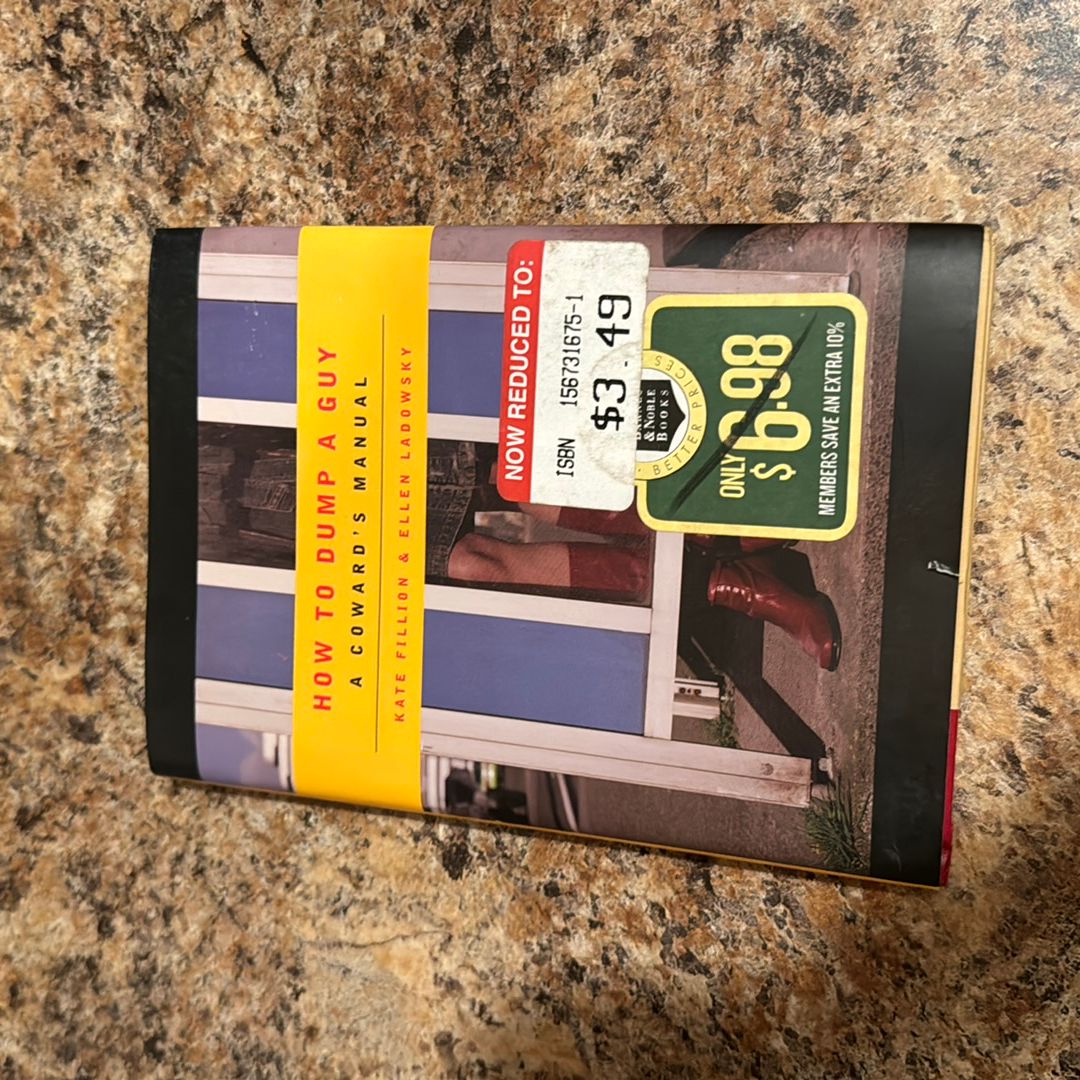 HOW TO DUMP A GUY
A COWARD'S MANUAL
KATE FILLION & ELLEN LADOWSKY
NOW REDUCED TO:
ISBN 156731675-1
$3.49
& NOBLE
BOOKS
BETTER PRICES
ONLY
$6.98
MEMBERS SAVE AN EXTRA 10%